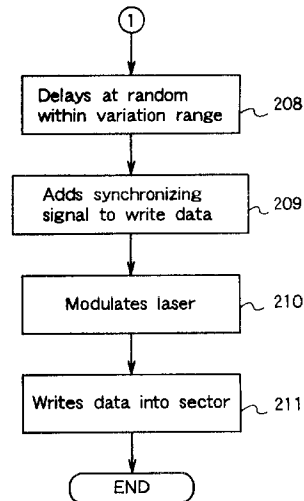 1
Delays at random
within variation range
208
Adds synchronizing
signal to write data
209
Modulates laser
210
Writes data into sector
211
END